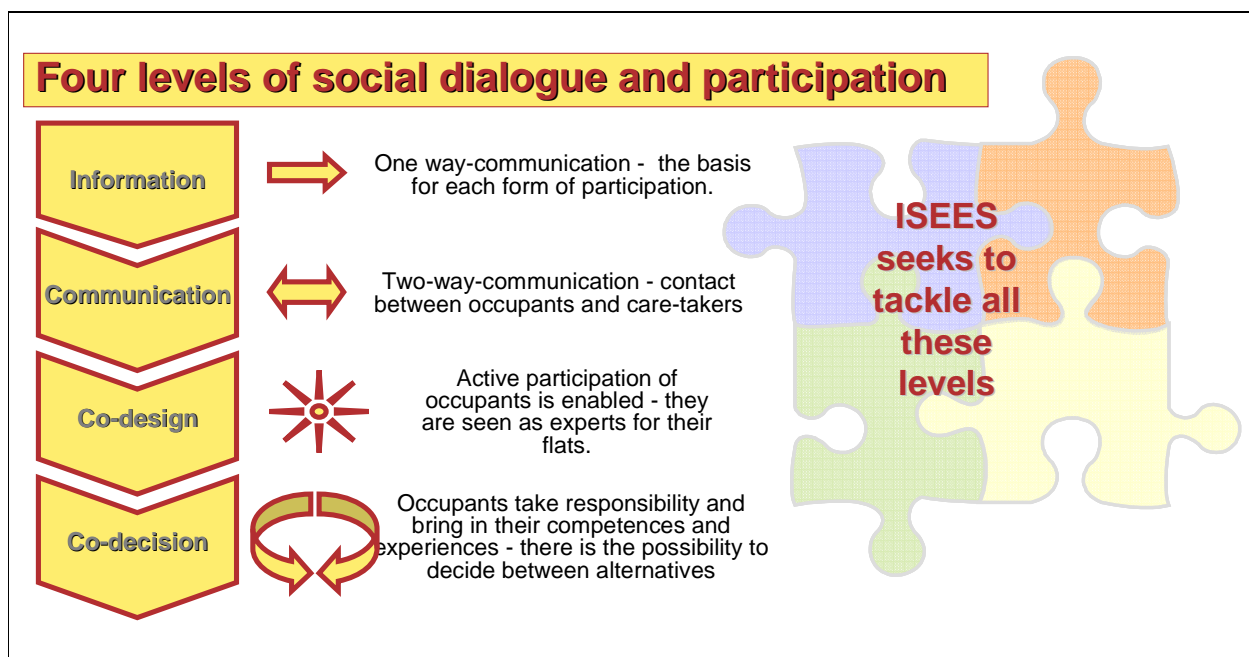 Four levels of social dialogue and participation
Information
One way-communication - the basis
for each form of participation.
Communication
Two-way-communication - contact
between occupants and care-takers
Co-design
Active participation of
occupants is enabled - they
are seen as experts for their
flats.
Co-decision
Occupants take responsibility and
bring in their competences and
experiences - there is the possibility to
decide between alternatives
ISEES
seeks to
tackle all
these
levels